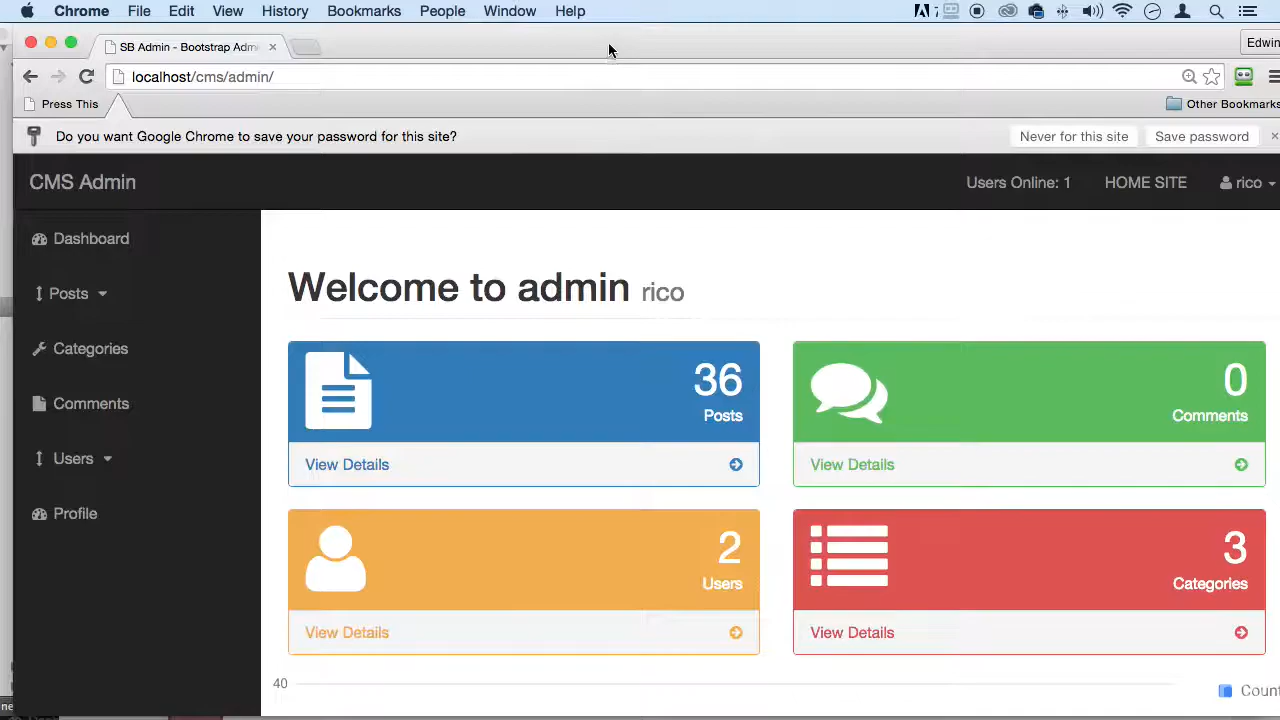 Chrome File Edit View History Bookmarks People Window Help
SB Admin - Bootstrap Adm
Edwin
localhost/cms/admin/
Press This
Other Bookmarks
Do you want Google Chrome to save your password for this site?
Never for this site
Save password
CMS Admin
Users Online: 1
HOME SITE
rico
Dashboard
Posts
Categories
Comments
Users
Profile
Welcome to admin rico
36
Posts
View Details
0
Comments
View Details
2
Users
View Details
3
Categories
View Details
40
Count